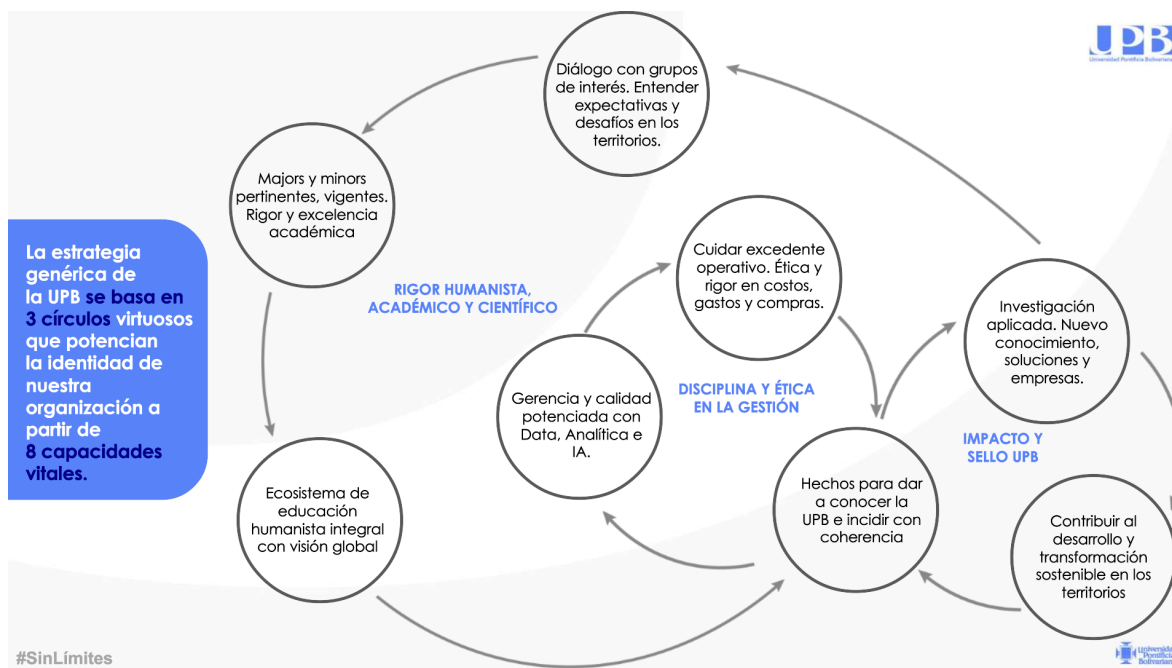 UPB
Universidad Pontificia Bolivariana
Diálogo con grupos
de interés. Entender
expectativas y
desafíos en los
territorios.
Majors y minors
pertinentes, vigentes.
Rigor y excelencia
académica
La estrategia
genérica de
la UPB se basa en
3 círculos virtuosos
que potencian
la identidad de
nuestra
organización a
partir de
8 capacidades
vitales.
RIGOR HUMANISTA,
ACADÉMICO Y CIENTÍFICO
Cuidar excedente
operativo. Ética y
rigor en costos,
gastos y compras.
Investigación
aplicada. Nuevo
conocimiento,
soluciones y
empresas.
Gerencia y calidad
potenciada con
Data, Analítica e
IA.
DISCIPLINA Y ÉTICA
EN LA GESTIÓN
IMPACTO Y
SELLO UPB
Ecosistema de
educación
humanista integral
con visión global
Hechos para dar
a conocer la
UPB e incidir con
coherencia
Contribuir al
desarrollo y
transformación
sostenible en los
territorios
#SinLímites
Universidad
Pontificia
Bolivariana